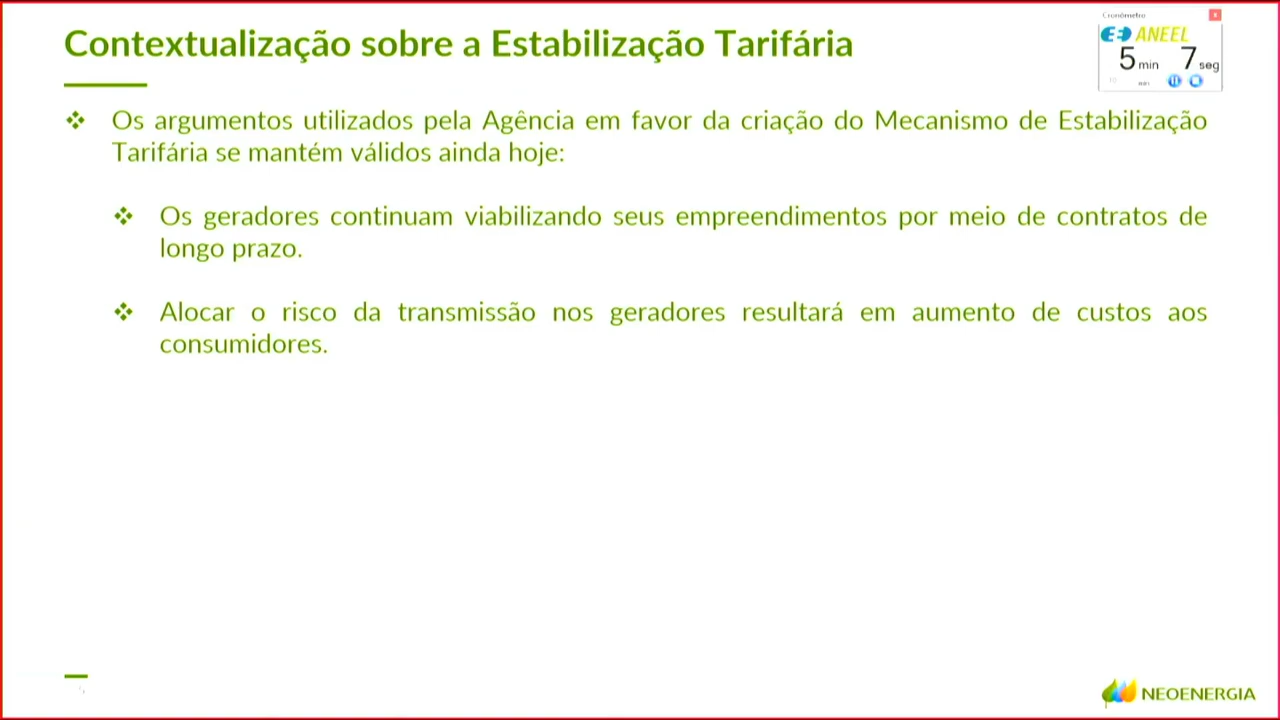 Contextualização sobre a Estabilização Tarifária
Cronômetro
x
ANEEL
5 min 7 seg
Os argumentos utilizados pela Agência em favor da criação do Mecanismo de Estabilização
Tarifária se mantém válidos ainda hoje:
Os geradores continuam viabilizando seus empreendimentos por meio de contratos de
longo prazo.
Alocar o risco da transmissão nos geradores resultará em aumento de custos aos
consumidores.
NEOENERGIA